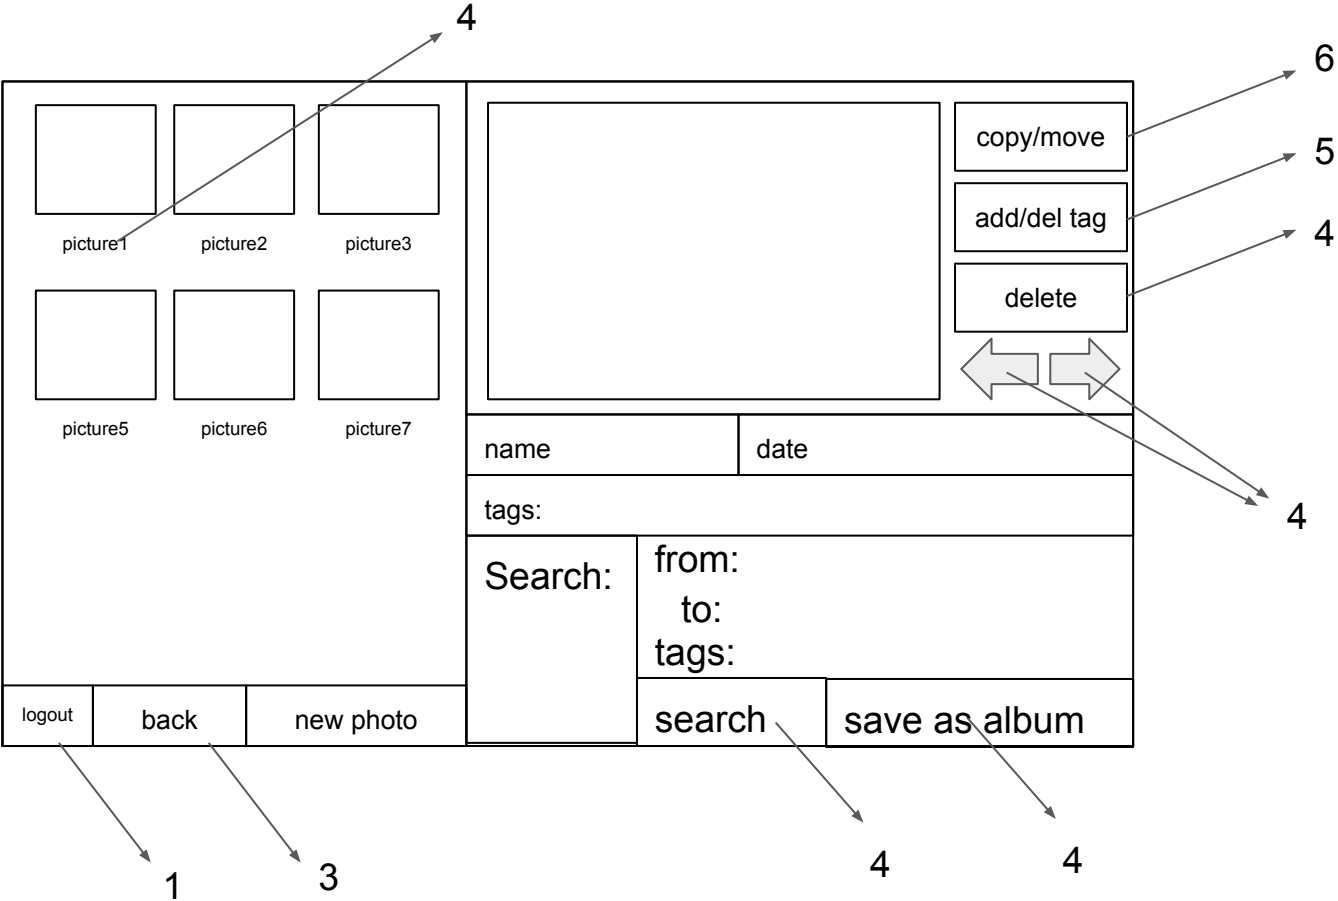 4
6
copy/move
5
add/del tag
4
picture1 picture2 picture3
delete
picture5 picture6 picture7
name date
tags:
4
Search: from:
to:
tags:
logout back new photo search save as album
4 4
1 3